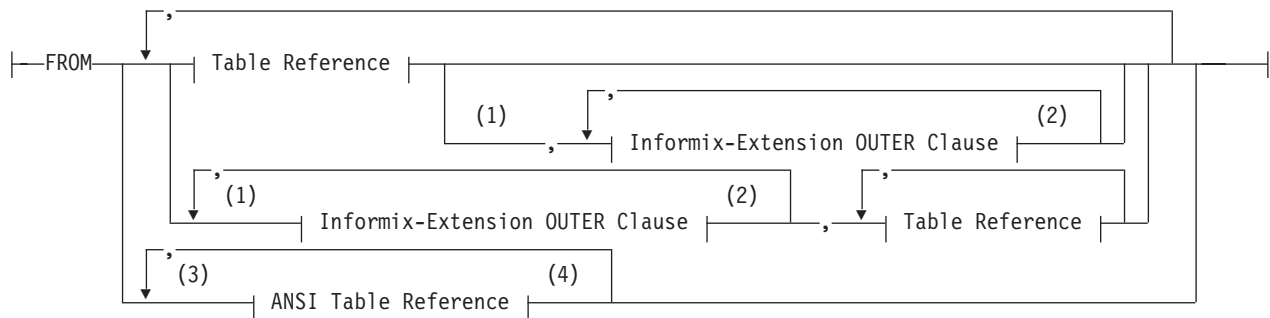 ,
FROM Table Reference
,
(1) (2)
, Informix-Extension OUTER Clause
, ,
(1) (2)
Informix-Extension OUTER Clause , Table Reference
,
(3) (4)
ANSI Table Reference